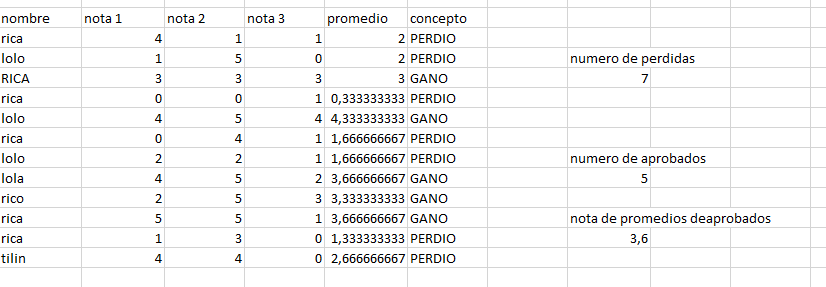 nombre nota 1 nota 2 nota 3 promedio concepto
rica 4 1 1 2 PERDIO
lolo 1 5 0 2 PERDIO numero de perdidas
RICA 3 3 3 3 GANO 7
rica 0 0 1 0,333333333 PERDIO
lolo 4 5 4 4,333333333 GANO
rica 0 4 1 1,666666667 PERDIO
lolo 2 2 1 1,666666667 PERDIO numero de aprobados
lola 4 5 2 3,666666667 GANO 5
rico 2 5 3 3,333333333 GANO
rica 5 5 1 3,666666667 GANO nota de promedios deaprobados
rica 1 3 0 1,333333333 PERDIO 3,6
tilin 4 4 0 2,666666667 PERDIO